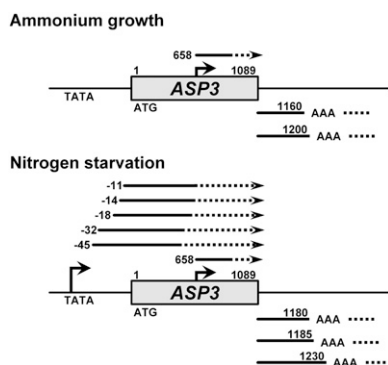 Ammonium growth
658
1 1089
ASP3
TATA
ATG
1160 AAA
1200 AAA
Nitrogen starvation
-11
-14
-18
-32
-45
658
1 1089
ASP3
TATA
ATG
1180 AAA
1185 AAA
1230 AAA